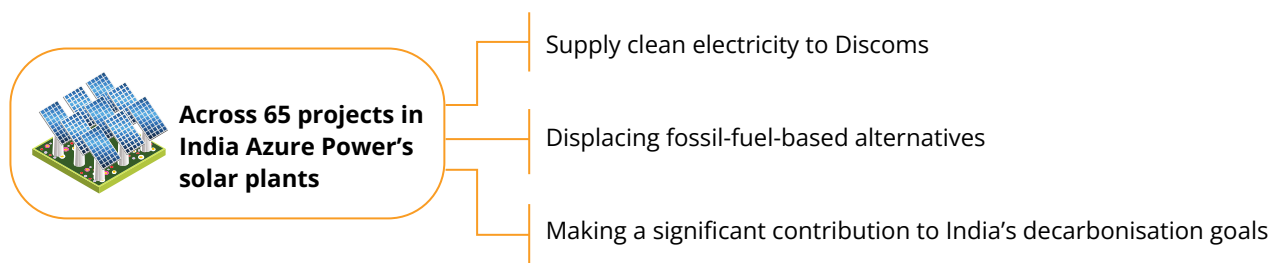 Across 65 projects in
India Azure Power’s
solar plants
Supply clean electricity to Discoms
Displacing fossil-fuel-based alternatives
Making a significant contribution to India’s decarbonisation goals